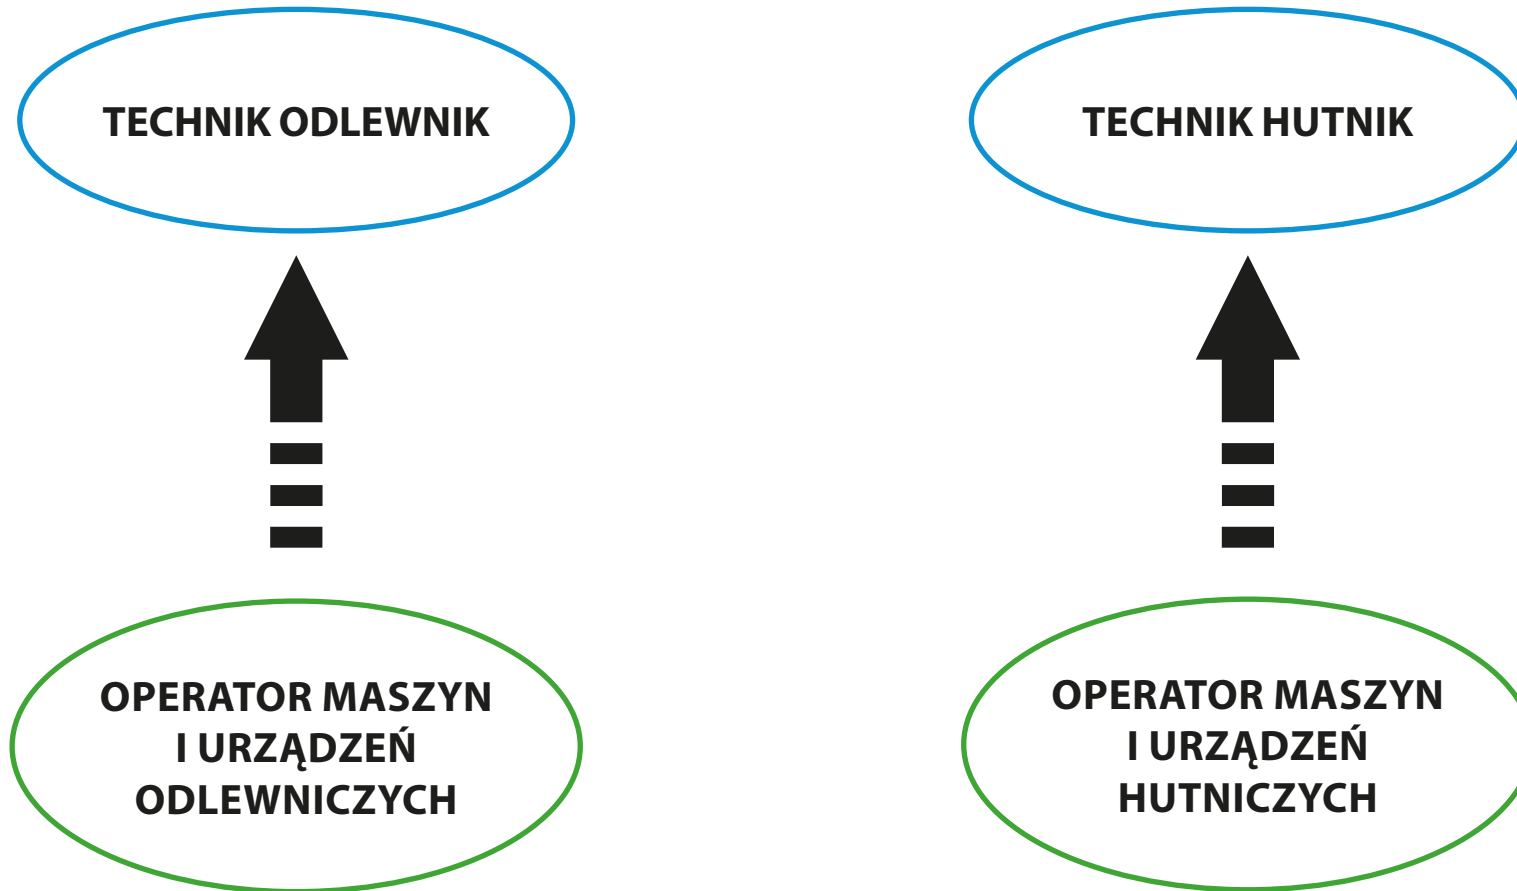 TECHNIK ODLEWNIK
TECHNIK HUTNIK
OPERATOR MASZYN
I URZĄDZEŃ
ODLEWNICZYCH
OPERATOR MASZYN
I URZĄDZEŃ
HUTNICZYCH